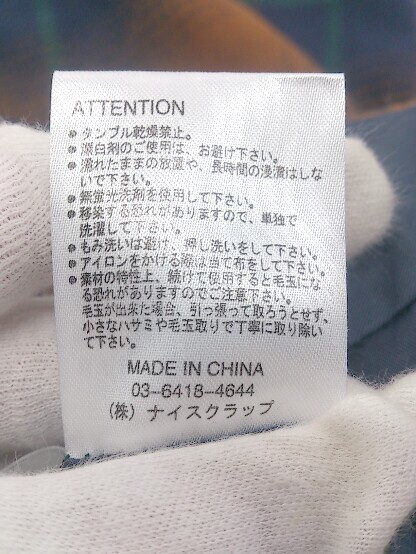 ATTENTION
●タンブル乾燥禁止。
●漂白剤のご使用は、お避け下さい。
●濡れたままの放置や、長時間の浸漬はしな
いで下さい。
●無蛍光洗剤を使用して下さい。
●移染する恐れがありますので、単独で
洗濯して下さい。
●もみ洗いは避け、押し洗いをして下さい。
●アイロンをかける際は当て布をして下さい。
●素材の特性上、続けて使用すると毛玉にな
る恐れがありますのでご注意下さい。
毛玉が出来た場合、引っ張って取ろうとせず、
小さなハサミや毛玉取りで丁寧に取り除い
て下さい。
MADE IN CHINA
03-6418-4644
(株) ナイスクラップ